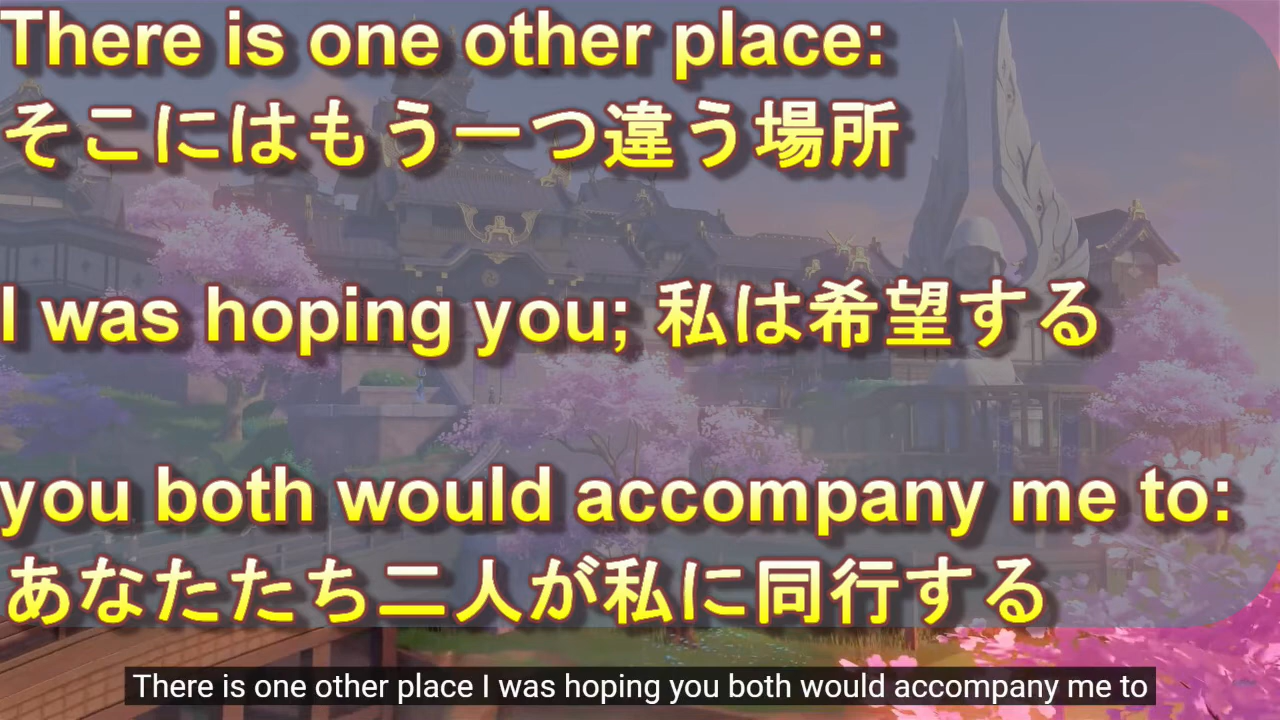 There is one other place:
そこにはもう一つ違う場所
I was hoping you; 私は希望する
you both would accompany me to:
あなたたち二人が私に同行する
There is one other place I was hoping you both would accompany me to